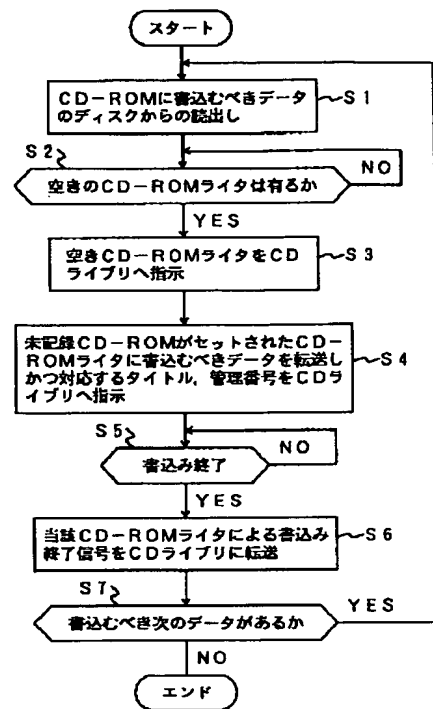 スタート
CD-ROMに書込むべきデータ
のディスクからの読出し
S1
S2
空きのCD-ROMライタは有るか
NO
YES
空きCD-ROMライタをCD
ライブリへ指示
S3
未記録CD-ROMがセットされたCD-
ROMライタに書込むべきデータを転送し
かつ対応するタイトル，管理番号をCDラ
イブリへ指示
S4
S5
NO
書込み終了
YES
当該CD-ROMライタによる書込み
終了信号をCDライブリに転送
S6
S7
書込むべき次のデータがあるか
YES
NO
エンド